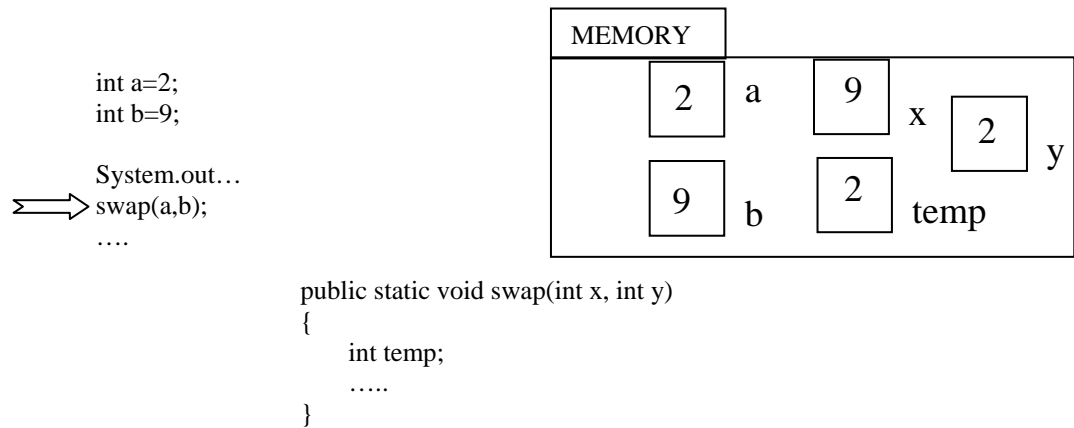 int a=2;
int b=9;
System.out…
swap(a,b);
….
MEMORY
2 a 9 x 2 y
9 b 2 temp
public static void swap(int x, int y)
{
int temp;
…..
}